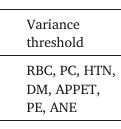 Variance
threshold
RBC, PC, HTN,
DM, APPET,
PE, ANE